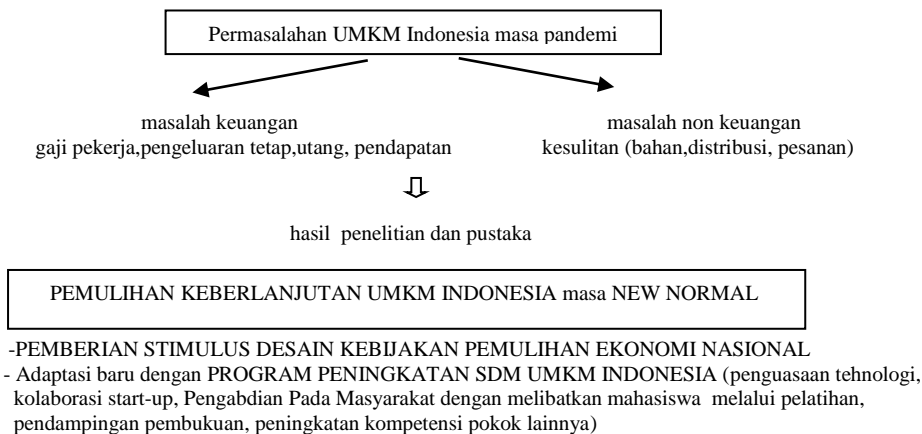 Permasalahan UMKM Indonesia masa pandemi
masalah keuangan
gaji pekerja,pengeluaran tetap,utang, pendapatan
masalah non keuangan
kesulitan (bahan,distribusi, pesanan)
hasil penelitian dan pustaka
PEMULIHAN KEBERLANJUTAN UMKM INDONESIA masa NEW NORMAL
-PEMBERIAN STIMULUS DESAIN KEBIJAKAN PEMULIHAN EKONOMI NASIONAL
- Adaptasi baru dengan PROGRAM PENINGKATAN SDM UMKM INDONESIA (penguasaan tehnologi,
kolaborasi start-up, Pengabdian Pada Masyarakat dengan melibatkan mahasiswa melalui pelatihan,
pendampingan pembukuan, peningkatan kompetensi pokok lainnya)